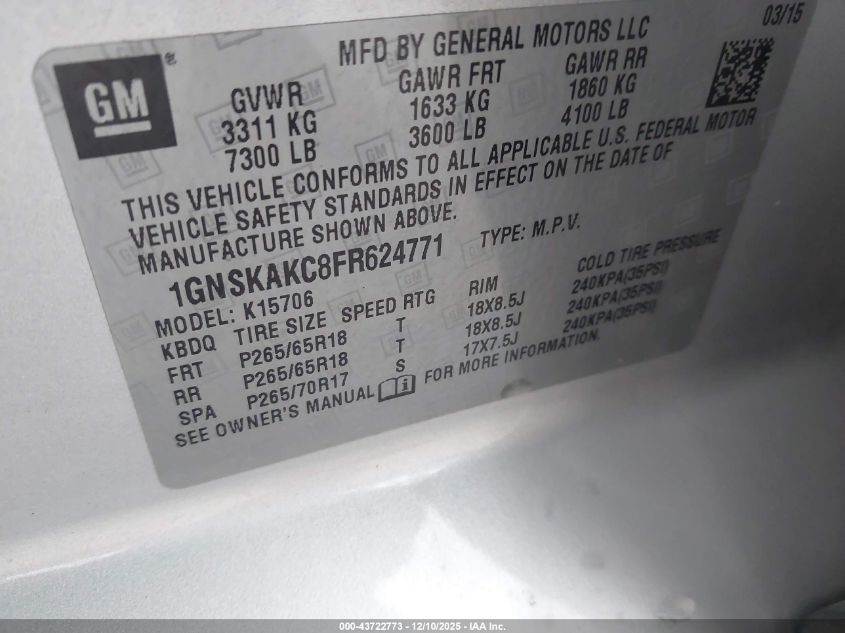 03/15
GM ®
MFD BY GENERAL MOTORS LLC
GVWR GAWR FRT GAWR RR
3311 KG 1633 KG 1860 KG
7300 LB 3600 LB 4100 LB
THIS VEHICLE CONFORMS TO ALL APPLICABLE U.S. FEDERAL MOTOR
VEHICLE SAFETY STANDARDS IN EFFECT ON THE DATE OF
MANUFACTURE SHOWN ABOVE.
1GNSKAKC8FR624771 TYPE: M.P.V.
MODEL: K15706
KBDQ TIRE SIZE SPEED RTG RIM COLD TIRE PRESSURE
FRT P265/65R18 T 18X8.5J 240KPA(35PSI)
RR P265/65R18 T 18X8.5J 240KPA(35PSI)
SPA P265/70R17 S 17X7.5J 240KPA(35PSI)
SEE OWNER'S MANUAL FOR MORE INFORMATION.
000-43722773 - 12/10/2025 - IAA Inc.